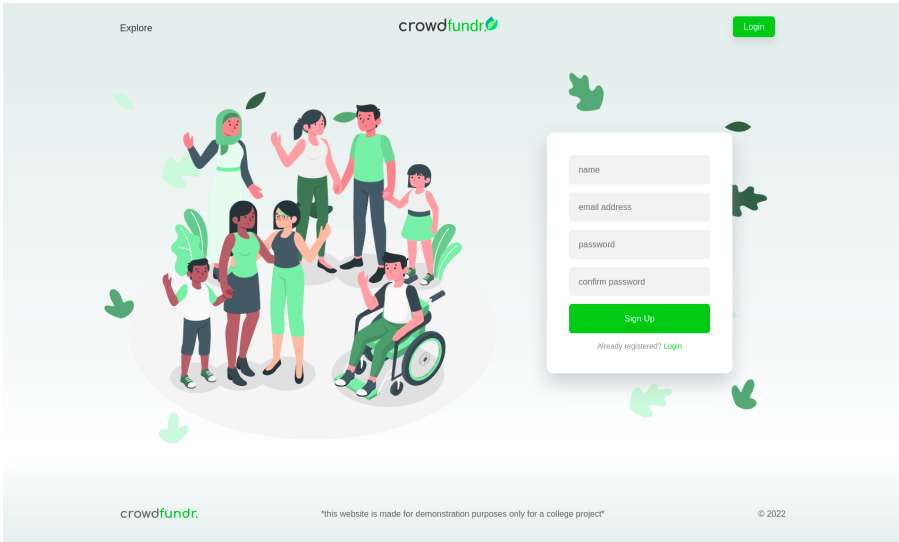 Explore
crowdfundr.
Login
name
email address
password
confirm password
Sign Up
Already registered? Login
crowdfundr.
*this website is made for demonstration purposes only for a college project*
© 2022